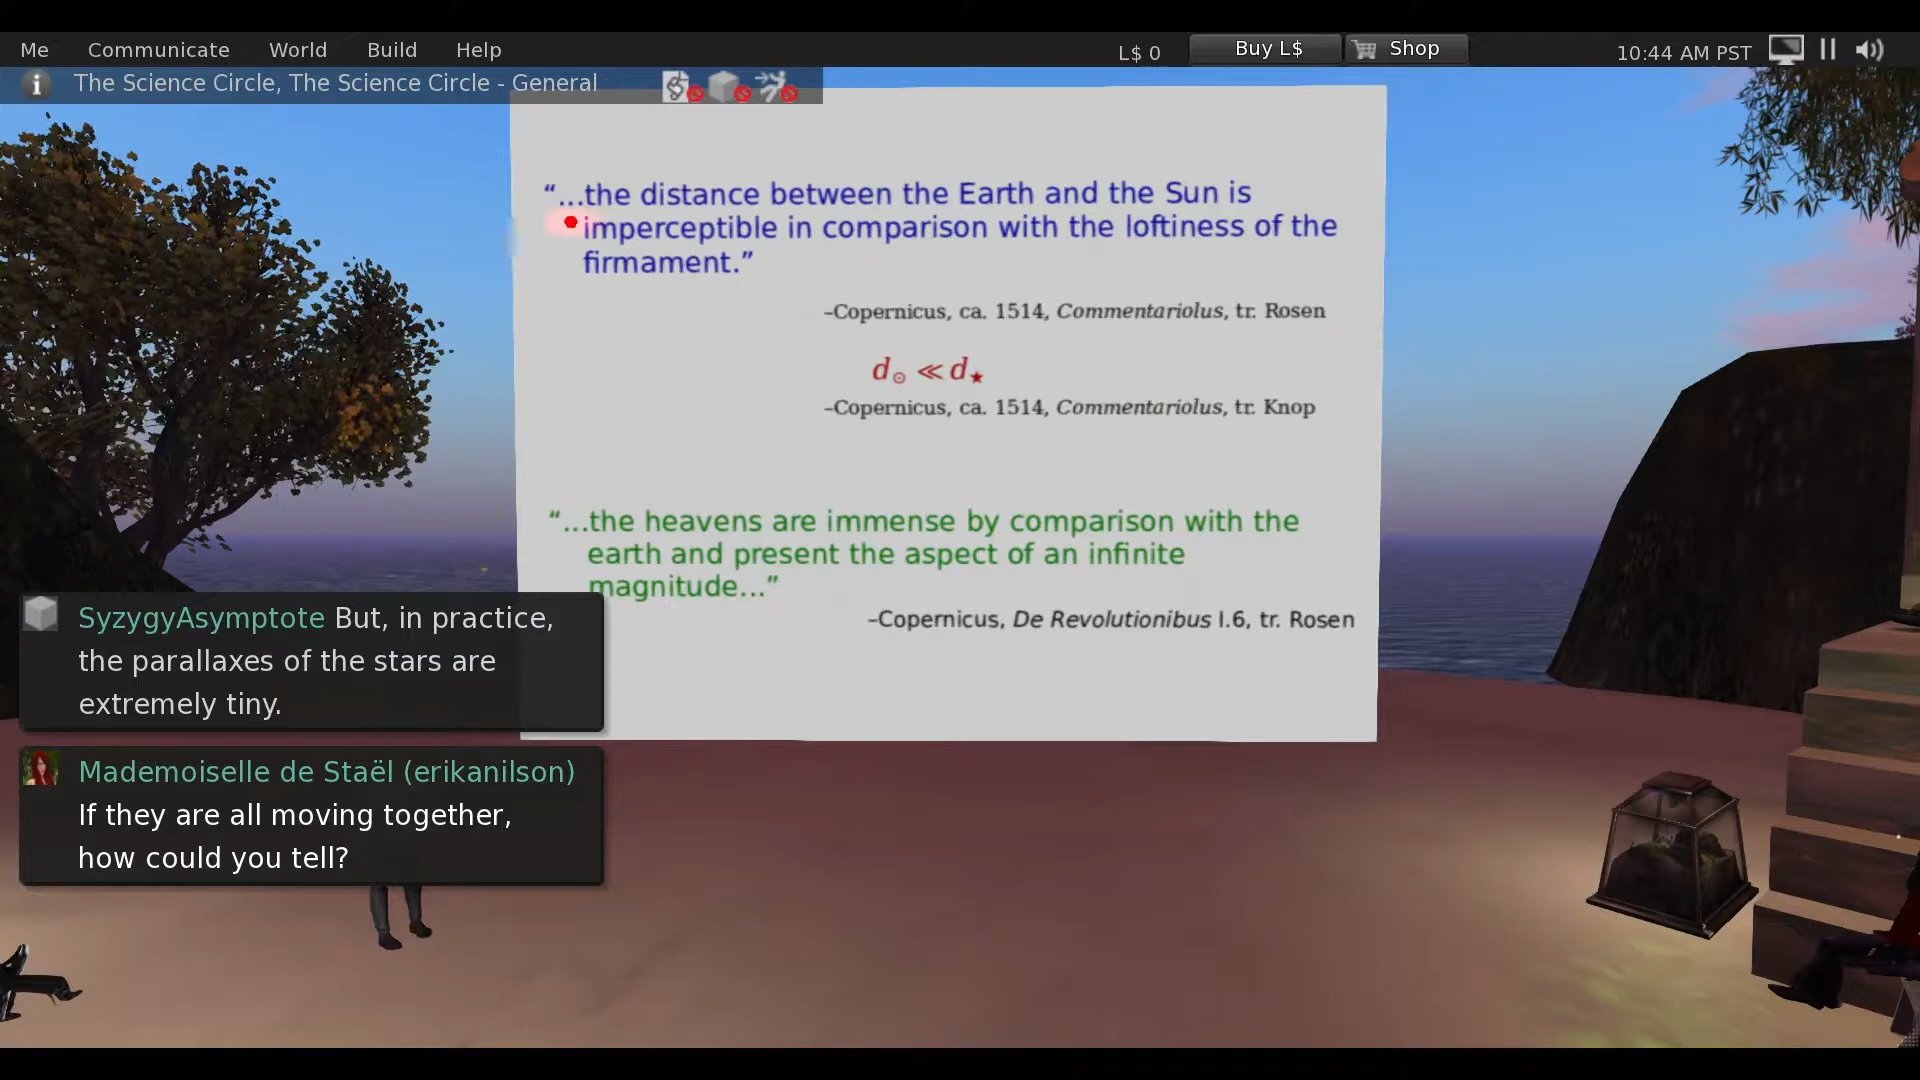 Me Communicate World Build Help L$ 0 Buy L$ Shop 10:44 AM PST
The Science Circle, The Science Circle - General
“...the distance between the Earth and the Sun is
imperceptible in comparison with the loftiness of the
firmament.”
–Copernicus, ca. 1514, Commentariolus, tr. Rosen
d☉ ≪ d★
–Copernicus, ca. 1514, Commentariolus, tr. Knop
“...the heavens are immense by comparison with the
earth and present the aspect of an infinite
magnitude...”
–Copernicus, De Revolutionibus I.6, tr. Rosen
SyzygyAsymptote But, in practice,
the parallaxes of the stars are
extremely tiny.
Mademoiselle de Staël (erikanilson)
If they are all moving together,
how could you tell?